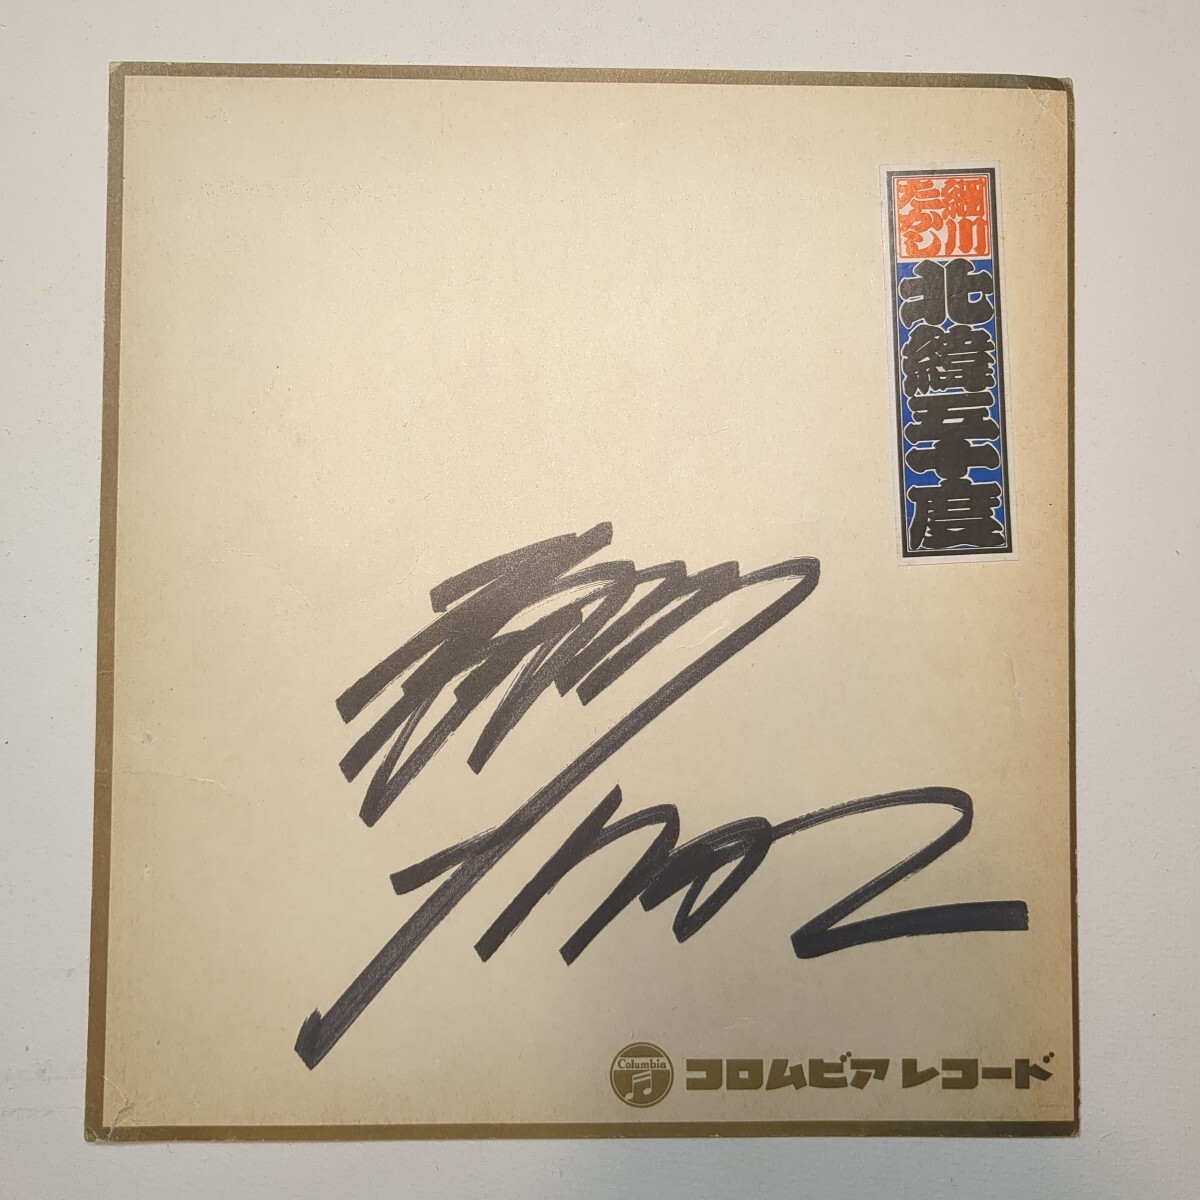 細川
たかし
北緯五十度
Columbia
コロムビア レコード